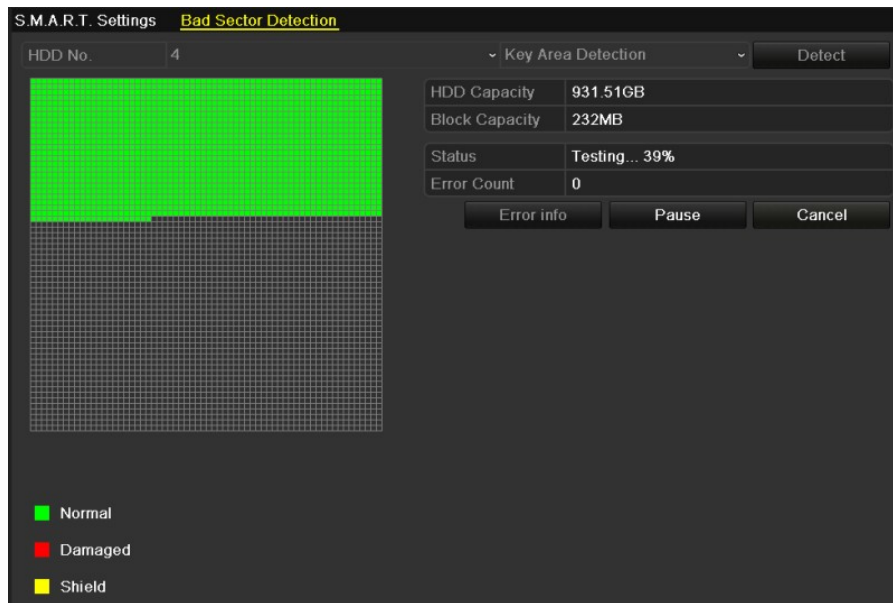 S.M.A.R.T. Settings Bad Sector Detection
HDD No. 4 Key Area Detection Detect
HDD Capacity 931.51GB
Block Capacity 232MB
Status Testing... 39%
Error Count 0
Error info Pause Cancel
Normal
Damaged
Shield